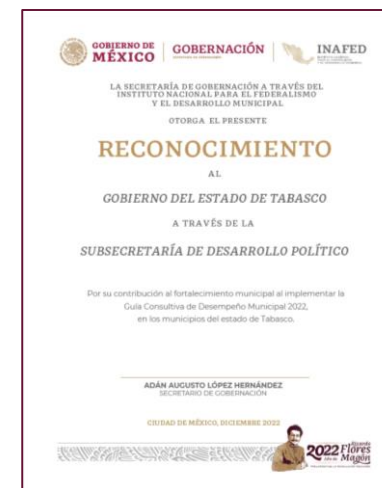 GOBIERNO DE
MÉXICO
GOBERNACIÓN
INAFED
LA SECRETARÍA DE GOBERNACIÓN A TRAVÉS DEL
INSTITUTO NACIONAL PARA EL FEDERALISMO
Y EL DESARROLLO MUNICIPAL
OTORGA EL PRESENTE
RECONOCIMIENTO
AL
GOBIERNO DEL ESTADO DE TABASCO
A TRAVÉS DE LA
SUBSECRETARÍA DE DESARROLLO POLÍTICO
Por su contribución al fortalecimiento municipal al implementar la
Guía Consultiva de Desempeño Municipal 2022,
en los municipios del estado de Tabasco.
ADÁN AUGUSTO LÓPEZ HERNÁNDEZ
SECRETARIO DE GOBERNACIÓN
CIUDAD DE MÉXICO, DICIEMBRE 2022
2022 Ricardo
Flores
Año de Magón